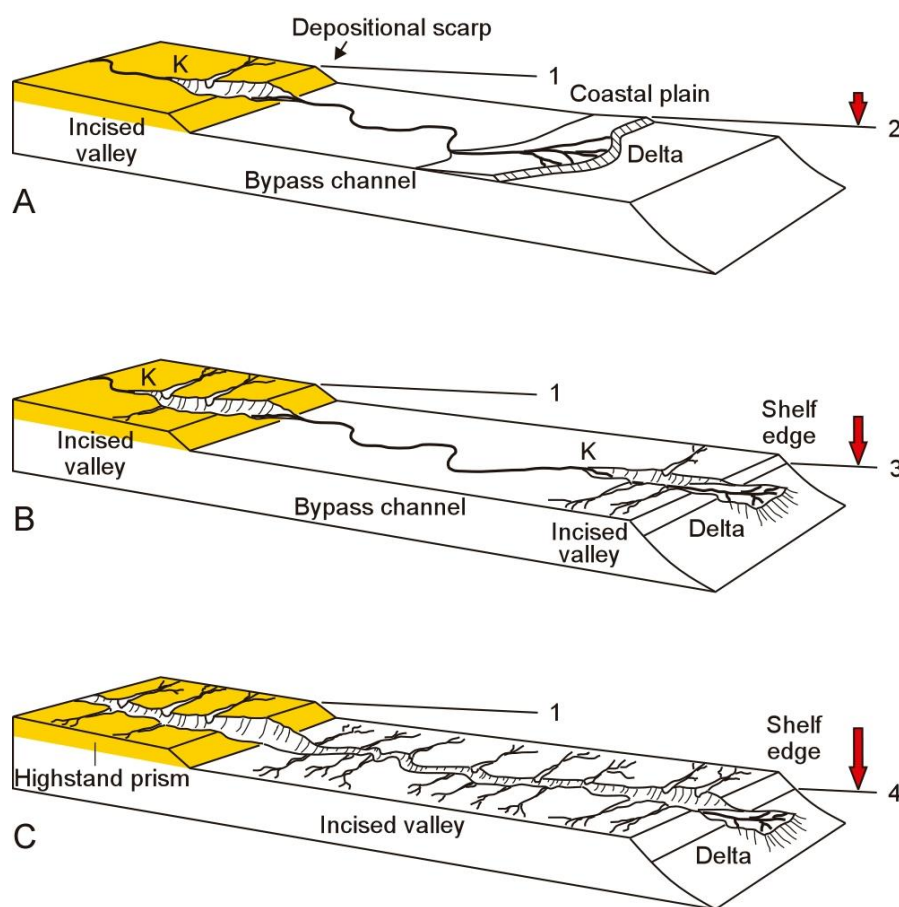 Depositional scarp
K
1
Coastal plain
2
Incised
valley
Delta
Bypass channel
A
K
1
Shelf
edge
Incised
valley
K
3
Bypass channel
Incised
valley
Delta
B
1
Shelf
edge
4
Highstand prism
Incised valley
Delta
C